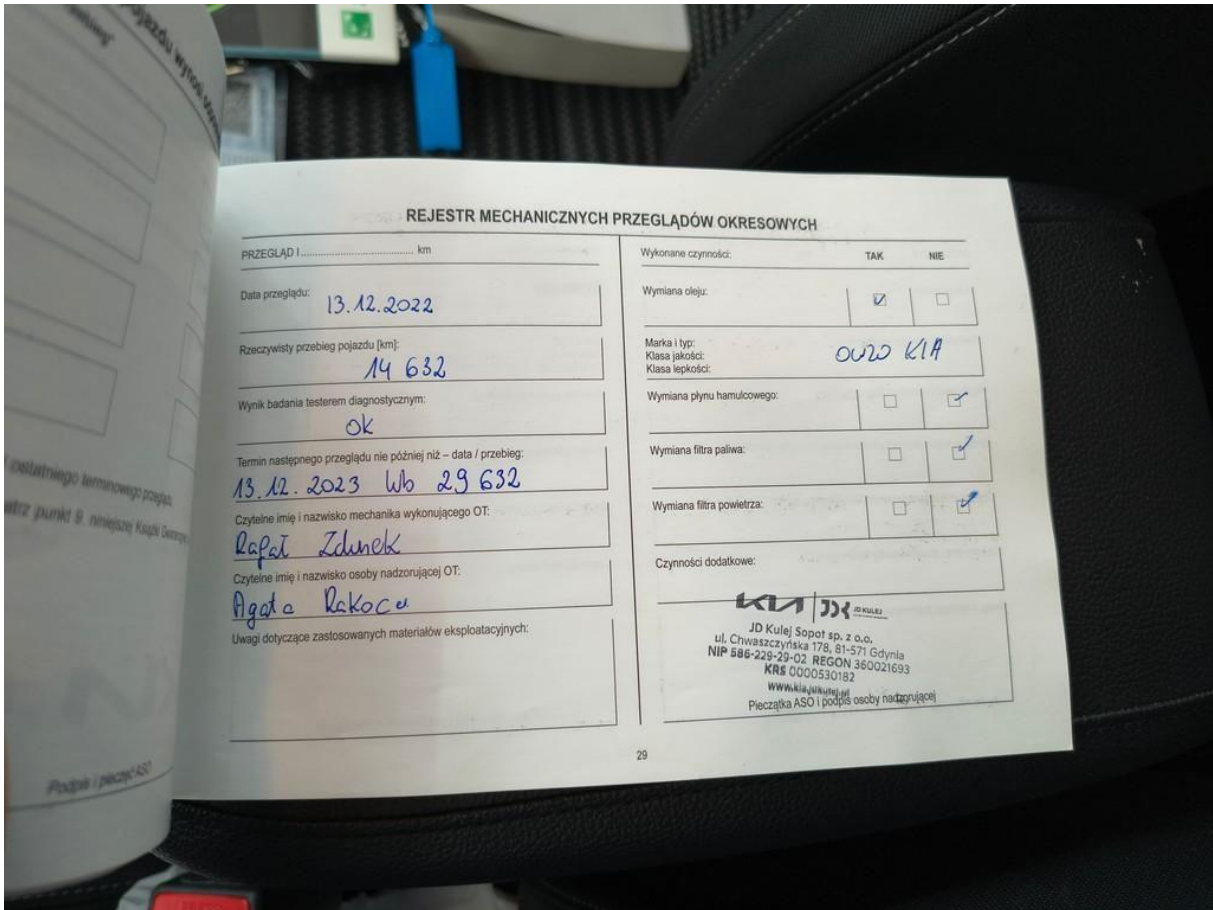 REJESTR MECHANICZNYCH PRZEGLĄDÓW OKRESOWYCH
PRZEGLĄD I ........................................ km
Data przeglądu:
13.12.2022
Rzeczywisty przebieg pojazdu [km]:
14 632
Wynik badania testerem diagnostycznym:
ok
Termin następnego przeglądu nie później niż – data / przebieg:
13.12.2023 lub 29 632
Czytelne imię i nazwisko mechanika wykonującego OT:
Rafał Zdunek
Czytelne imię i nazwisko osoby nadzorującej OT:
Agata
Uwagi dotyczące zastosowanych materiałów eksploatacyjnych:
Wykonane czynności: TAK NIE
Wymiana oleju:
Marka i typ:
Klasa jakości:
Klasa lepkości:
0W20 KIA
Wymiana płynu hamulcowego:
Wymiana filtra paliwa:
Wymiana filtra powietrza:
Czynności dodatkowe:
KIA JD KULEJ
JD Kulej Sopot sp. z o.o.
ul. Chwaszczyńska 178, 81-571 Gdynia
NIP 586-229-29-02 REGON 360021693
KRS 0000530182
www.kia.jdkulej.pl
Pieczątka ASO i podpis osoby nadzorującej
29
ostatniego terminowego przeglądu
punkt 9. niniejszej Książki
Podpis i pieczęć ASO